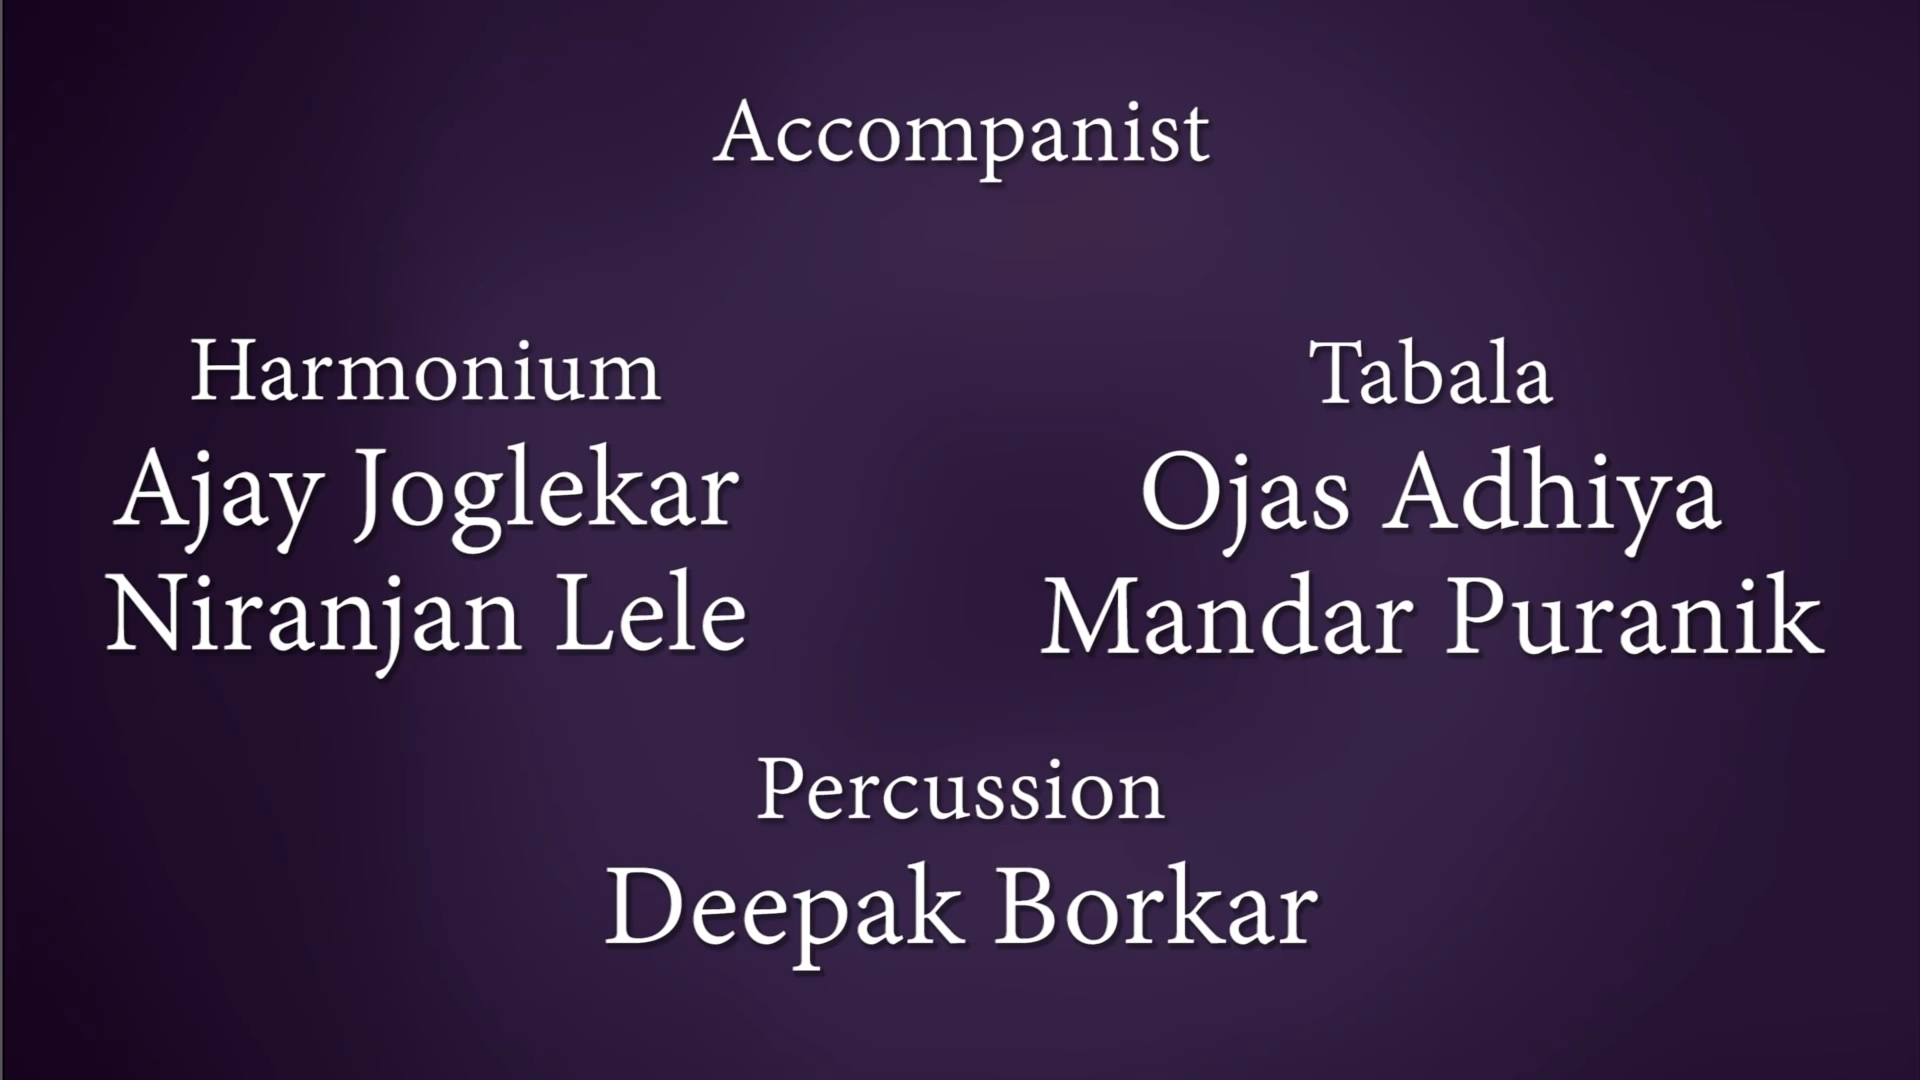 Accompanist
Harmonium
Ajay Joglekar
Niranjan Lele
Tabala
Ojas Adhiya
Mandar Puranik
Percussion
Deepak Borkar